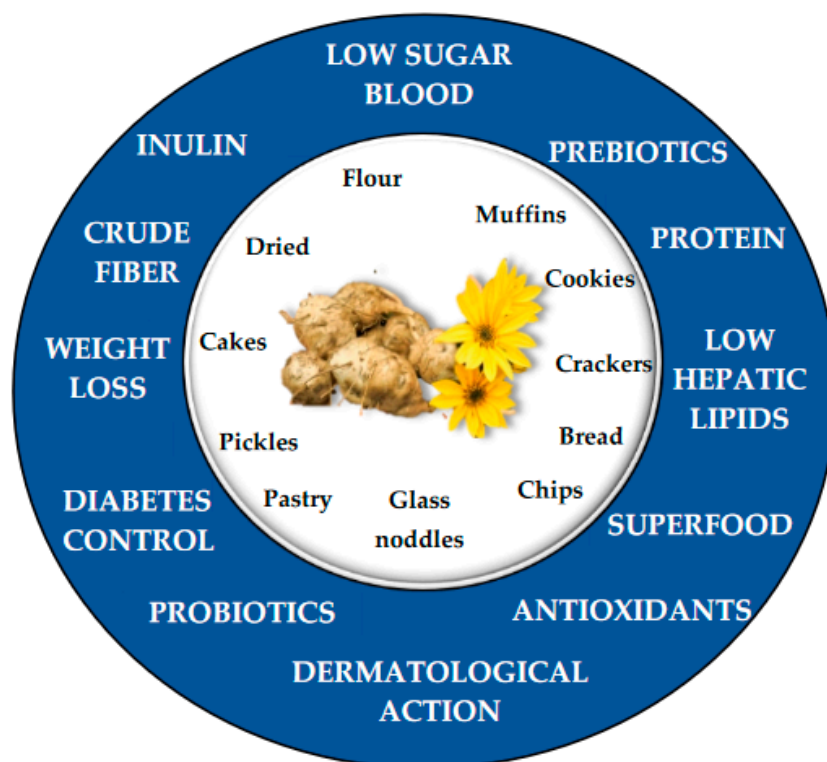 LOW SUGAR
BLOOD
INULIN
PREBIOTICS
Flour
Muffins
CRUDE
FIBER
PROTEIN
Dried
Cookies
WEIGHT
LOSS
Cakes
Crackers
LOW
HEPATIC
LIPIDS
Pickles
Bread
DIABETES
CONTROL
Pastry
Glass
noddles
Chips
SUPERFOOD
PROBIOTICS
ANTIOXIDANTS
DERMATOLOGICAL
ACTION